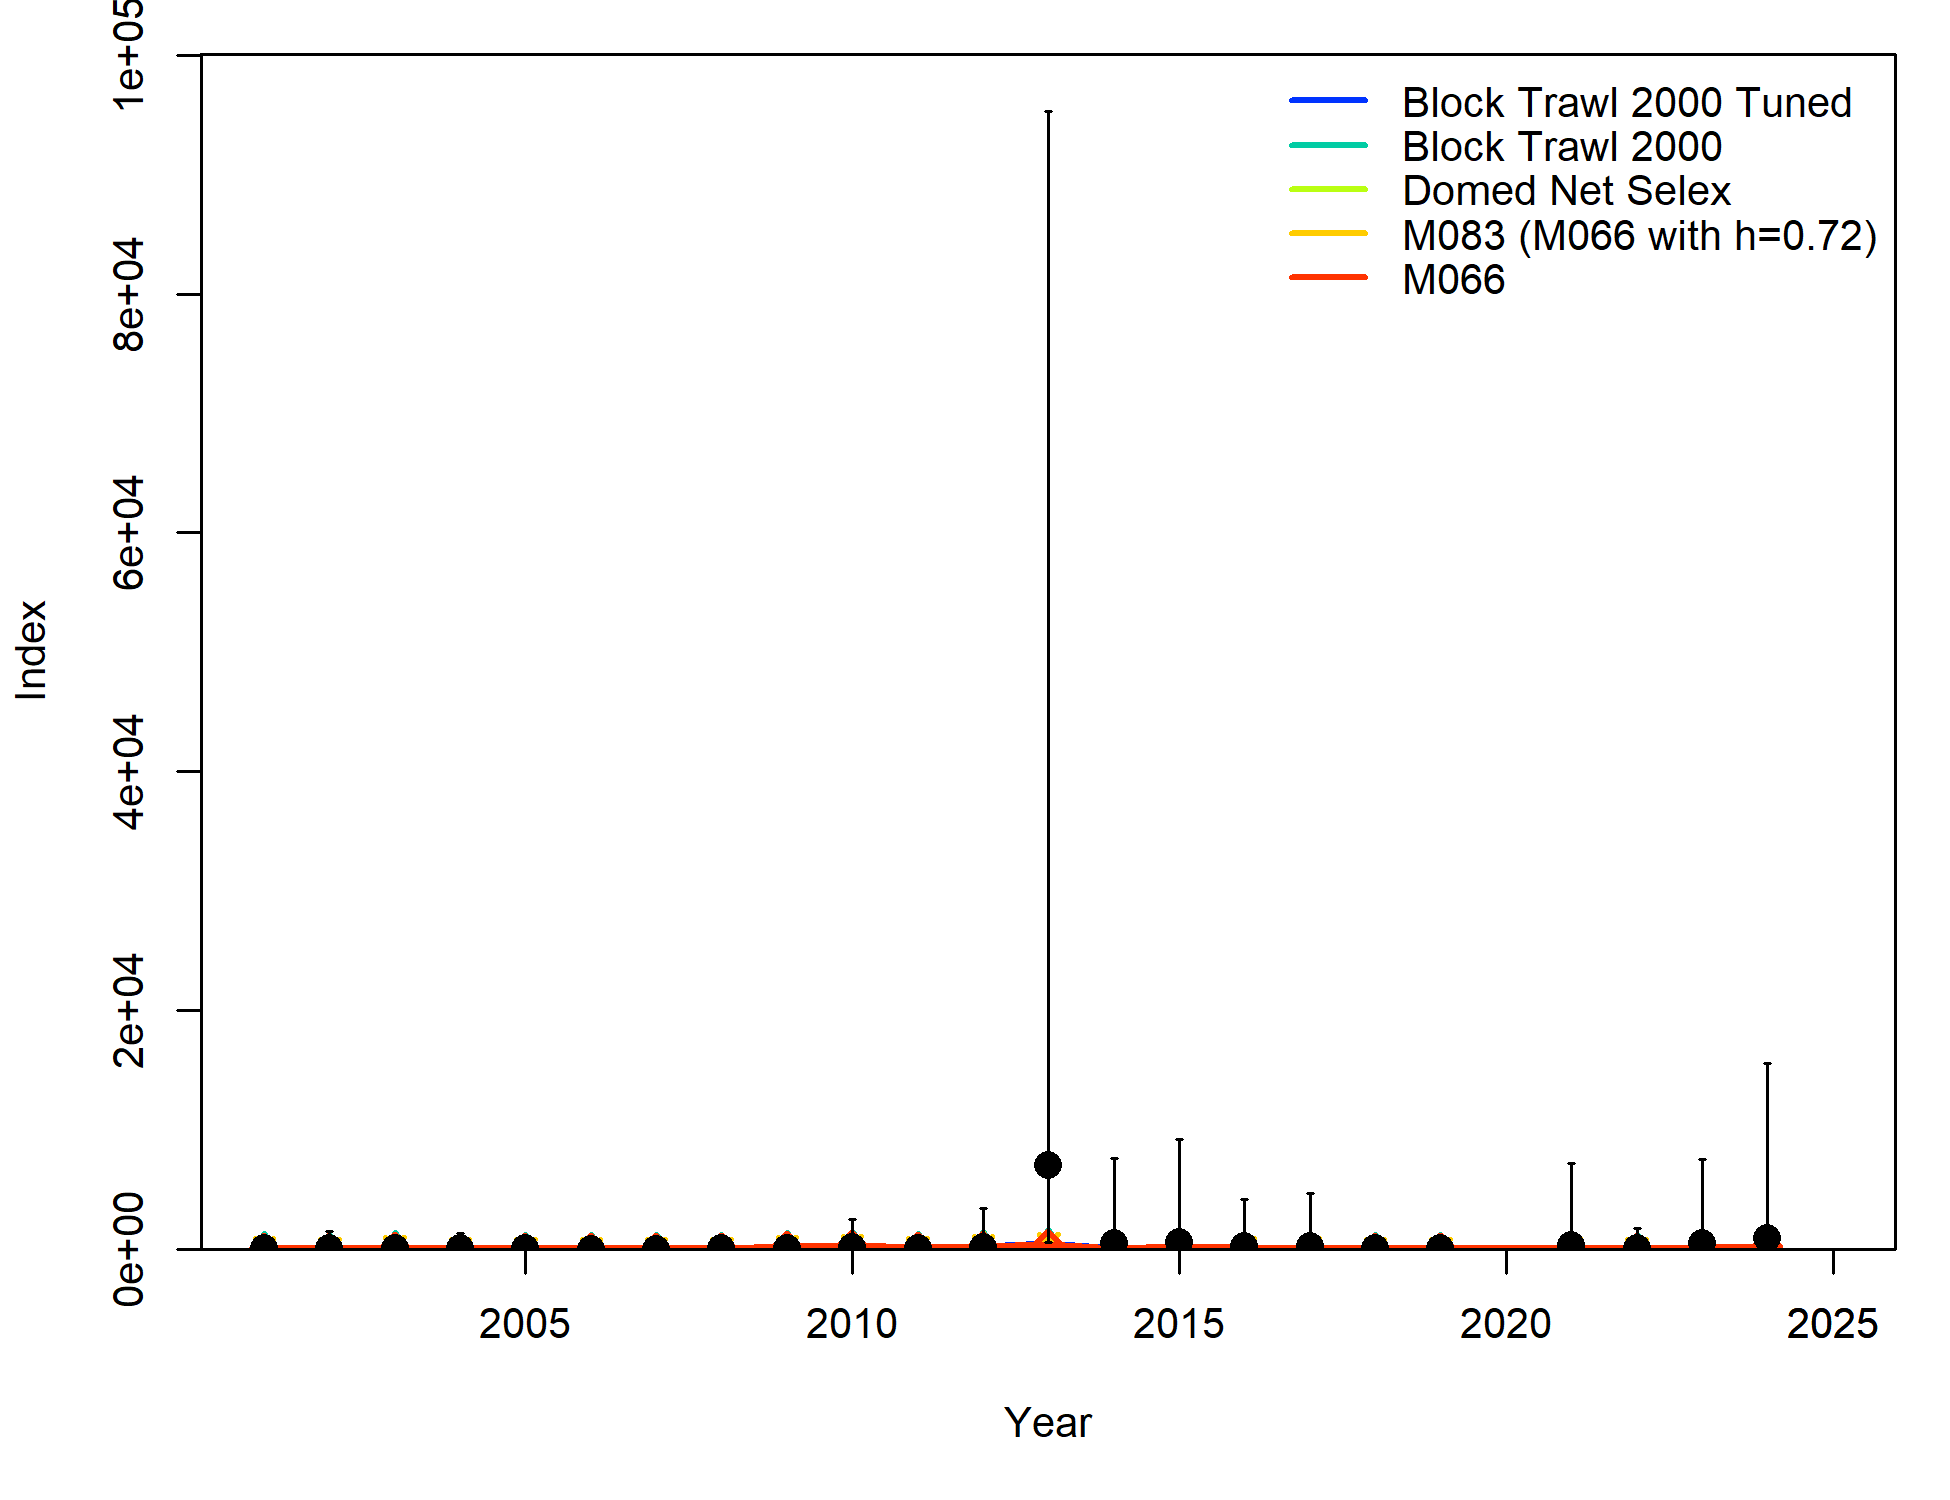 1e+05
8e+04
6e+04
4e+04
2e+04
0e+00
Index
Block Trawl 2000 Tuned
Block Trawl 2000
Domed Net Selex
M083 (M066 with h=0.72)
M066
2005
2010
2015
2020
2025
Year